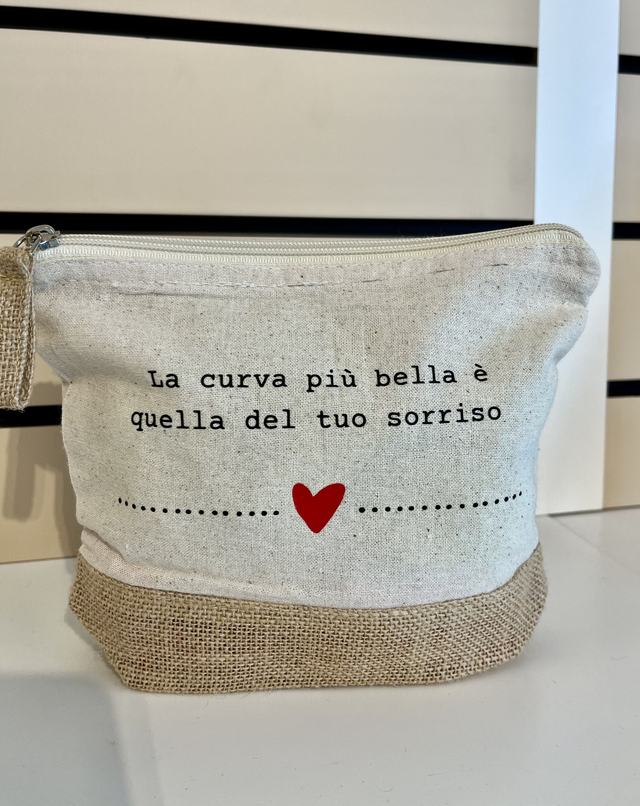 La curva più bella è
quella del tuo sorriso